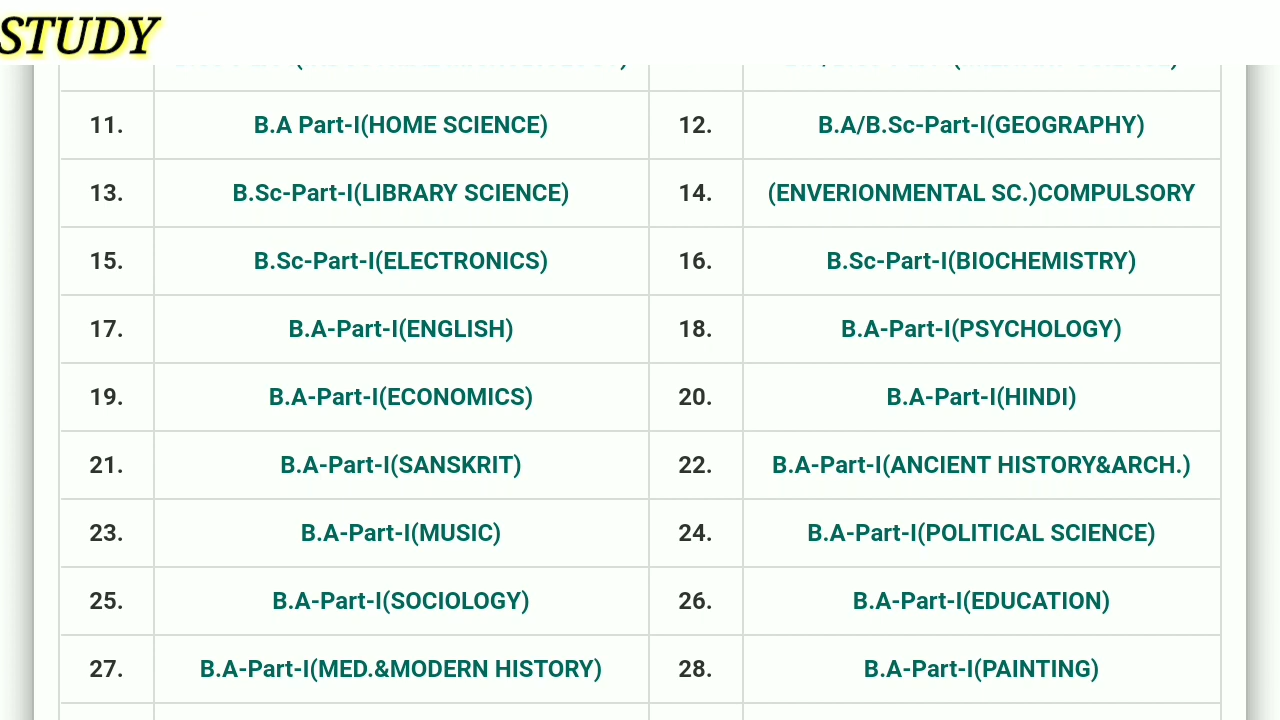 STUDY
11. B.A Part-I(HOME SCIENCE) 12. B.A/B.Sc-Part-I(GEOGRAPHY)
13. B.Sc-Part-I(LIBRARY SCIENCE) 14. (ENVERIONMENTAL SC.)COMPULSORY
15. B.Sc-Part-I(ELECTRONICS) 16. B.Sc-Part-I(BIOCHEMISTRY)
17. B.A-Part-I(ENGLISH) 18. B.A-Part-I(PSYCHOLOGY)
19. B.A-Part-I(ECONOMICS) 20. B.A-Part-I(HINDI)
21. B.A-Part-I(SANSKRIT) 22. B.A-Part-I(ANCIENT HISTORY&ARCH.)
23. B.A-Part-I(MUSIC) 24. B.A-Part-I(POLITICAL SCIENCE)
25. B.A-Part-I(SOCIOLOGY) 26. B.A-Part-I(EDUCATION)
27. B.A-Part-I(MED.&MODERN HISTORY) 28. B.A-Part-I(PAINTING)